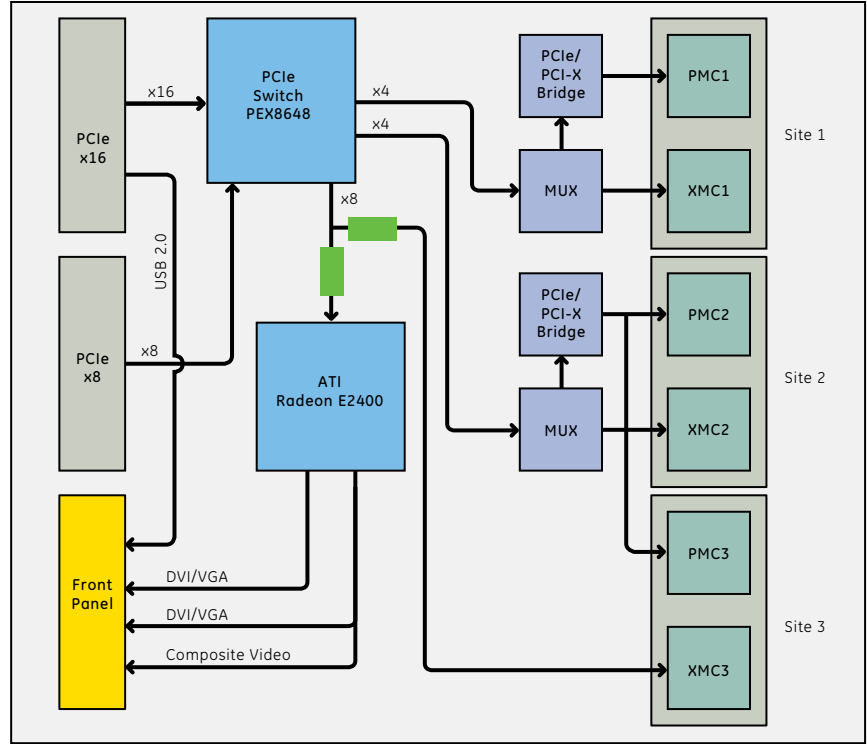 PCIe
x16
x16
PCIe
Switch
PEX8648
x4
x4
x8
PCIe/
PCI-X
Bridge
MUX
PMC1
XMC1
Site 1
USB 2.0
PCIe
x8
x8
ATI
Radeon E2400
PCIe/
PCI-X
Bridge
MUX
PMC2
XMC2
Site 2
Front
Panel
DVI/VGA
DVI/VGA
Composite Video
PMC3
XMC3
Site 3